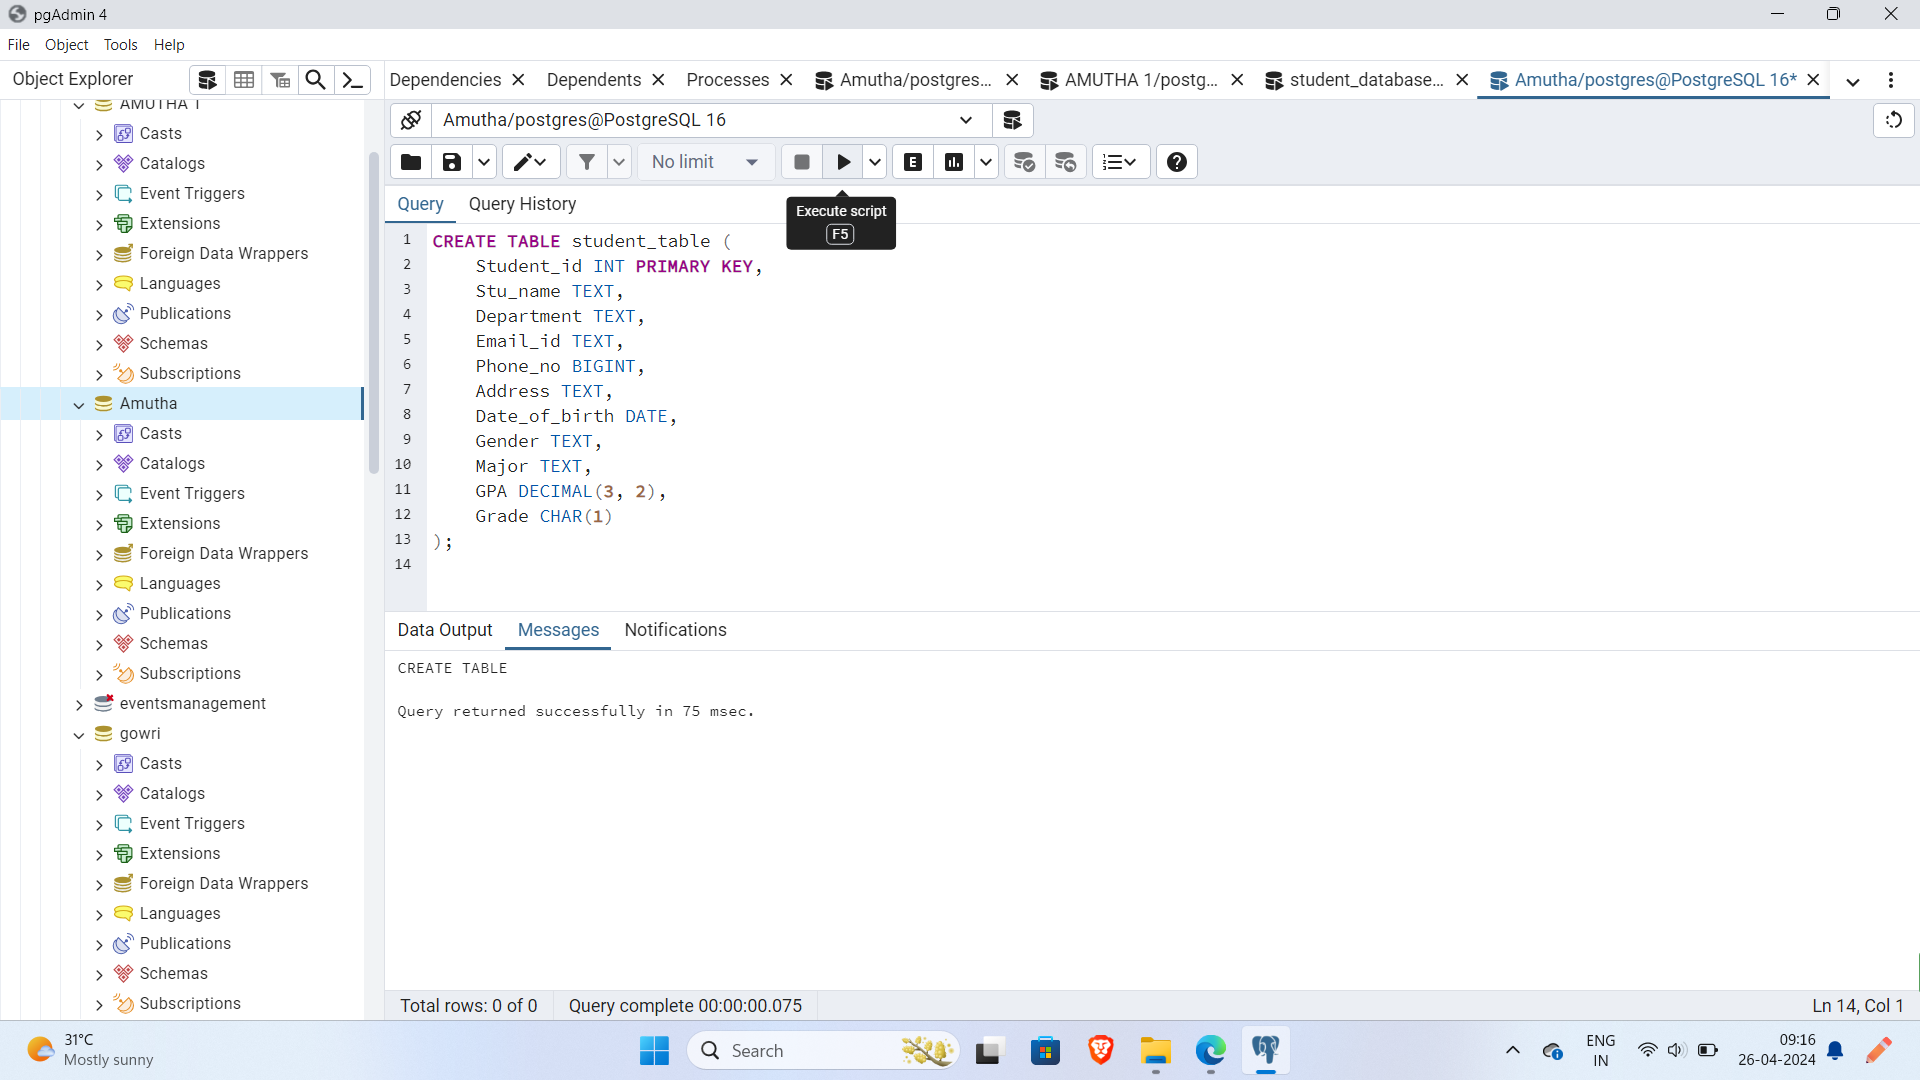 pgAdmin 4
File Object Tools Help
Object Explorer
Dependencies
Dependents
Processes
Amutha/postgres...
AMUTHA 1/postg...
student_database...
Amutha/postgres@PostgreSQL 16*
Amutha/postgres@PostgreSQL 16
No limit
Execute script
F5
Query
Query History
AMUTHA 1
Casts
Catalogs
Event Triggers
Extensions
Foreign Data Wrappers
Languages
Publications
Schemas
Subscriptions
Amutha
Casts
Catalogs
Event Triggers
Extensions
Foreign Data Wrappers
Languages
Publications
Schemas
Subscriptions
eventsmanagement
gowri
Casts
Catalogs
Event Triggers
Extensions
Foreign Data Wrappers
Languages
Publications
Schemas
Subscriptions
1 CREATE TABLE student_table (
2 Student_id INT PRIMARY KEY,
3 Stu_name TEXT,
4 Department TEXT,
5 Email_id TEXT,
6 Phone_no BIGINT,
7 Address TEXT,
8 Date_of_birth DATE,
9 Gender TEXT,
10 Major TEXT,
11 GPA DECIMAL(3, 2),
12 Grade CHAR(1)
13 );
14
Data Output Messages Notifications
CREATE TABLE
Query returned successfully in 75 msec.
Total rows: 0 of 0
Query complete 00:00:00.075
Ln 14, Col 1
31°C
Mostly sunny
Search
ENG
IN
09:16
26-04-2024